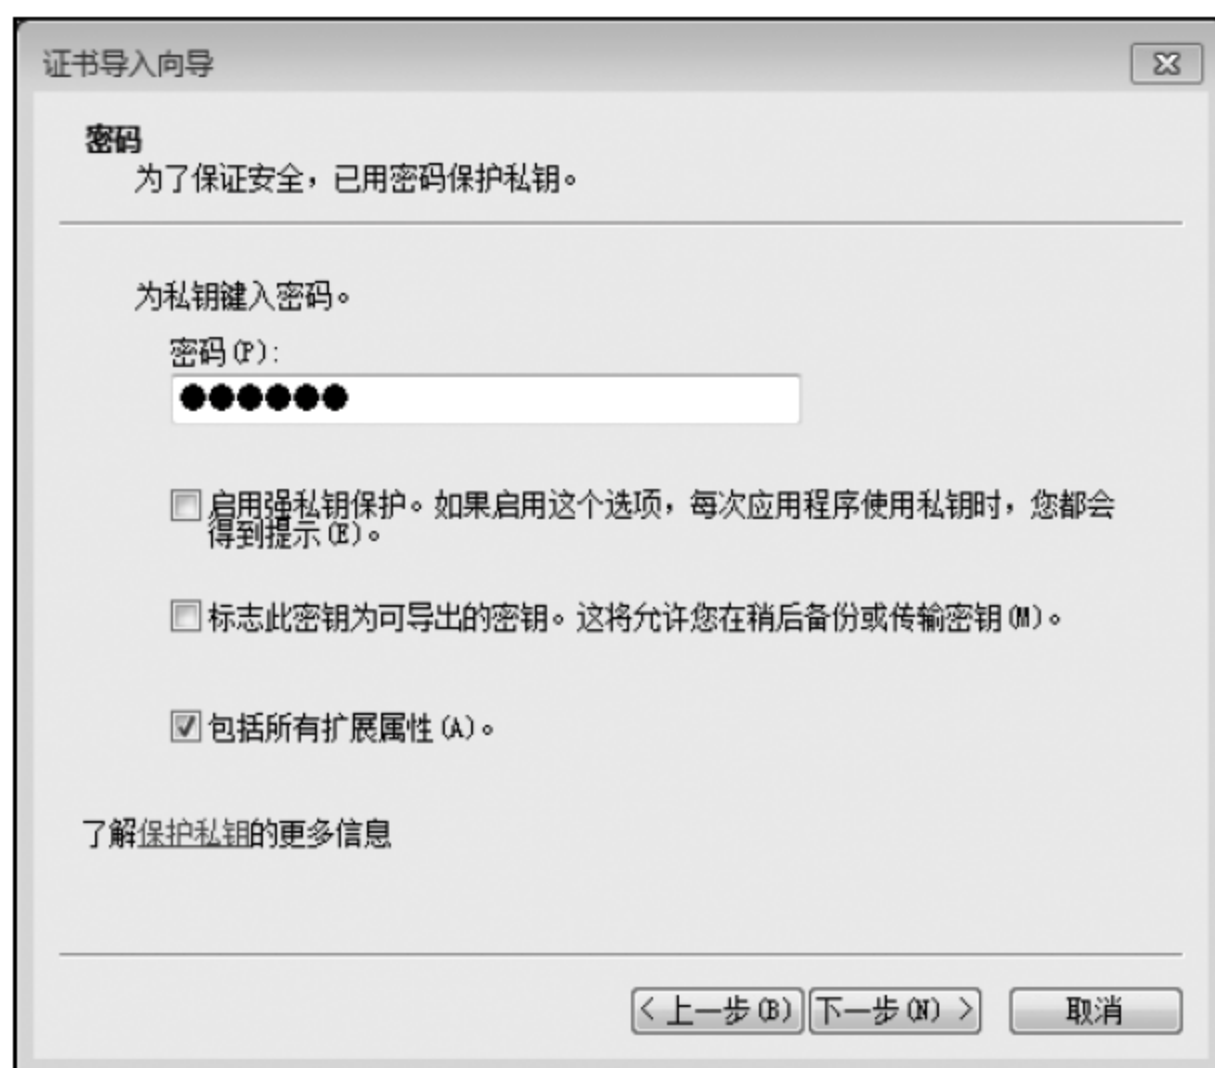 证书导入向导
密码
为了保证安全，已用密码保护私钥。
为私钥键入密码。
密码(P):
●●●●●●
启用强私钥保护。如果启用这个选项，每次应用程序使用私钥时，您都会
得到提示(E)。
标志此密钥为可导出的密钥。这将允许您在稍后备份或传输密钥(M)。
包括所有扩展属性(A)。
了解保护私钥的更多信息
< 上一步(B) 下一步(N) > 取消